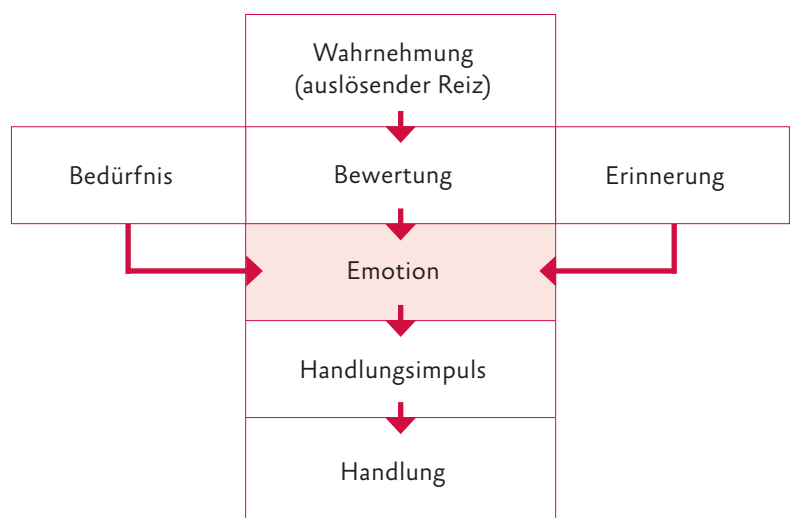 Wahrnehmung
(auslösender Reiz)
Bedürfnis
Bewertung
Erinnerung
Emotion
Handlungsimpuls
Handlung